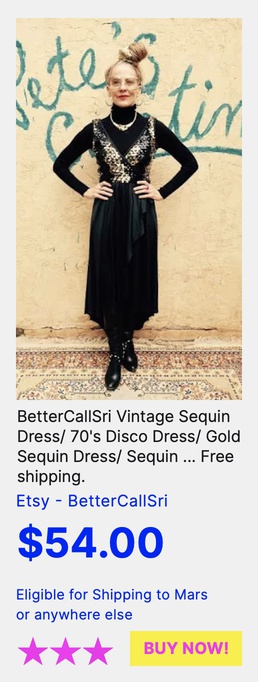 Pete's
BetterCallSri Vintage Sequin
Dress/ 70's Disco Dress/ Gold
Sequin Dress/ Sequin ... Free
shipping.
Etsy - BetterCallSri
$54.00
Eligible for Shipping to Mars
or anywhere else
BUY NOW!